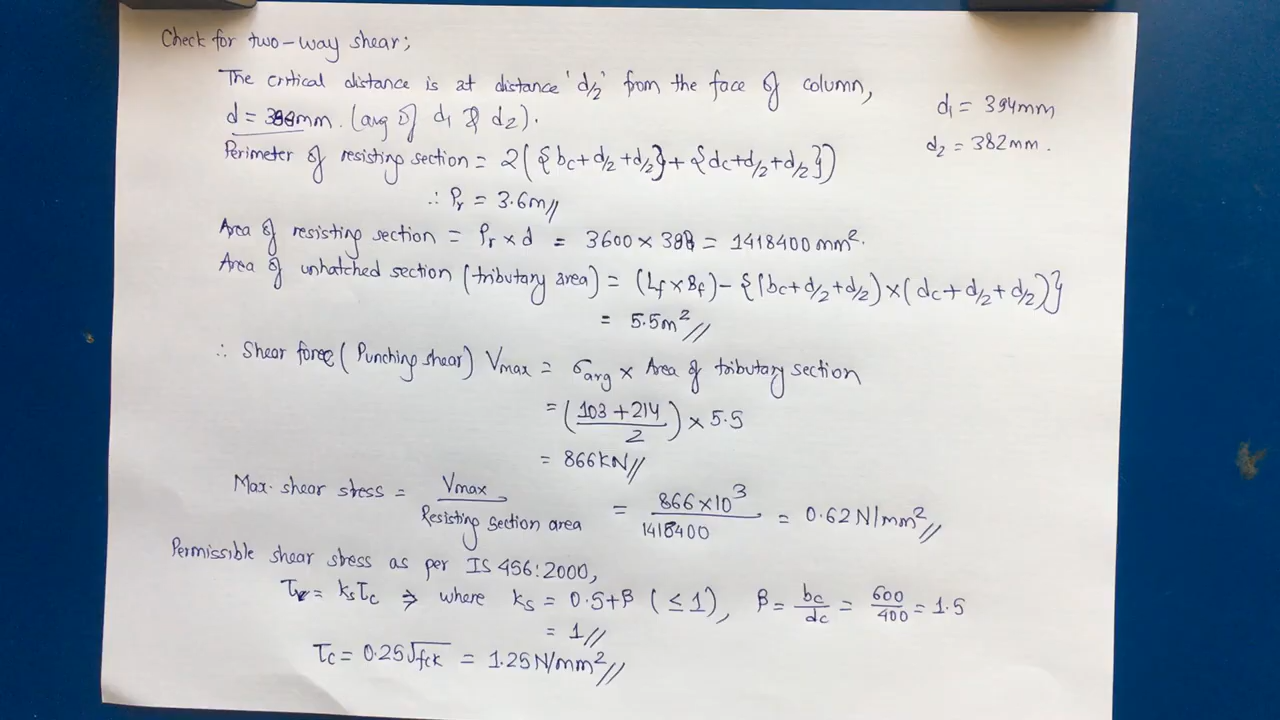 Check for two-way shear;
The critical distance is at distance 'd/2' from the face of column,
d = 388mm. (avg of d1 & d2).
d1 = 394mm
d2 = 382mm.
Perimeter of resisting section = 2({bc+d/2+d/2}+{dc+d/2+d/2})
∴ Pr = 3.6m//
Area of resisting section = Pr × d = 3600 × 388 = 1418400 mm².
Area of unhatched section (tributary area) = (Lf × Bf) - {(bc+d/2+d/2)×(dc+d/2+d/2)}
= 5.5m²//
∴ Shear force (Punching shear) Vmax = σavg × Area of tributary section
= (103 + 214 / 2) × 5.5
= 866kN//
Max. shear stress = Vmax / Resisting section area = 866×10³ / 1418400 = 0.62 N/mm²//
Permissible shear stress as per IS 456:2000,
τv = ks τc ⇒ where ks = 0.5+β (≤1), β = bc/dc = 600/400 = 1.5
= 1//
τc = 0.25√fck = 1.25N/mm²//